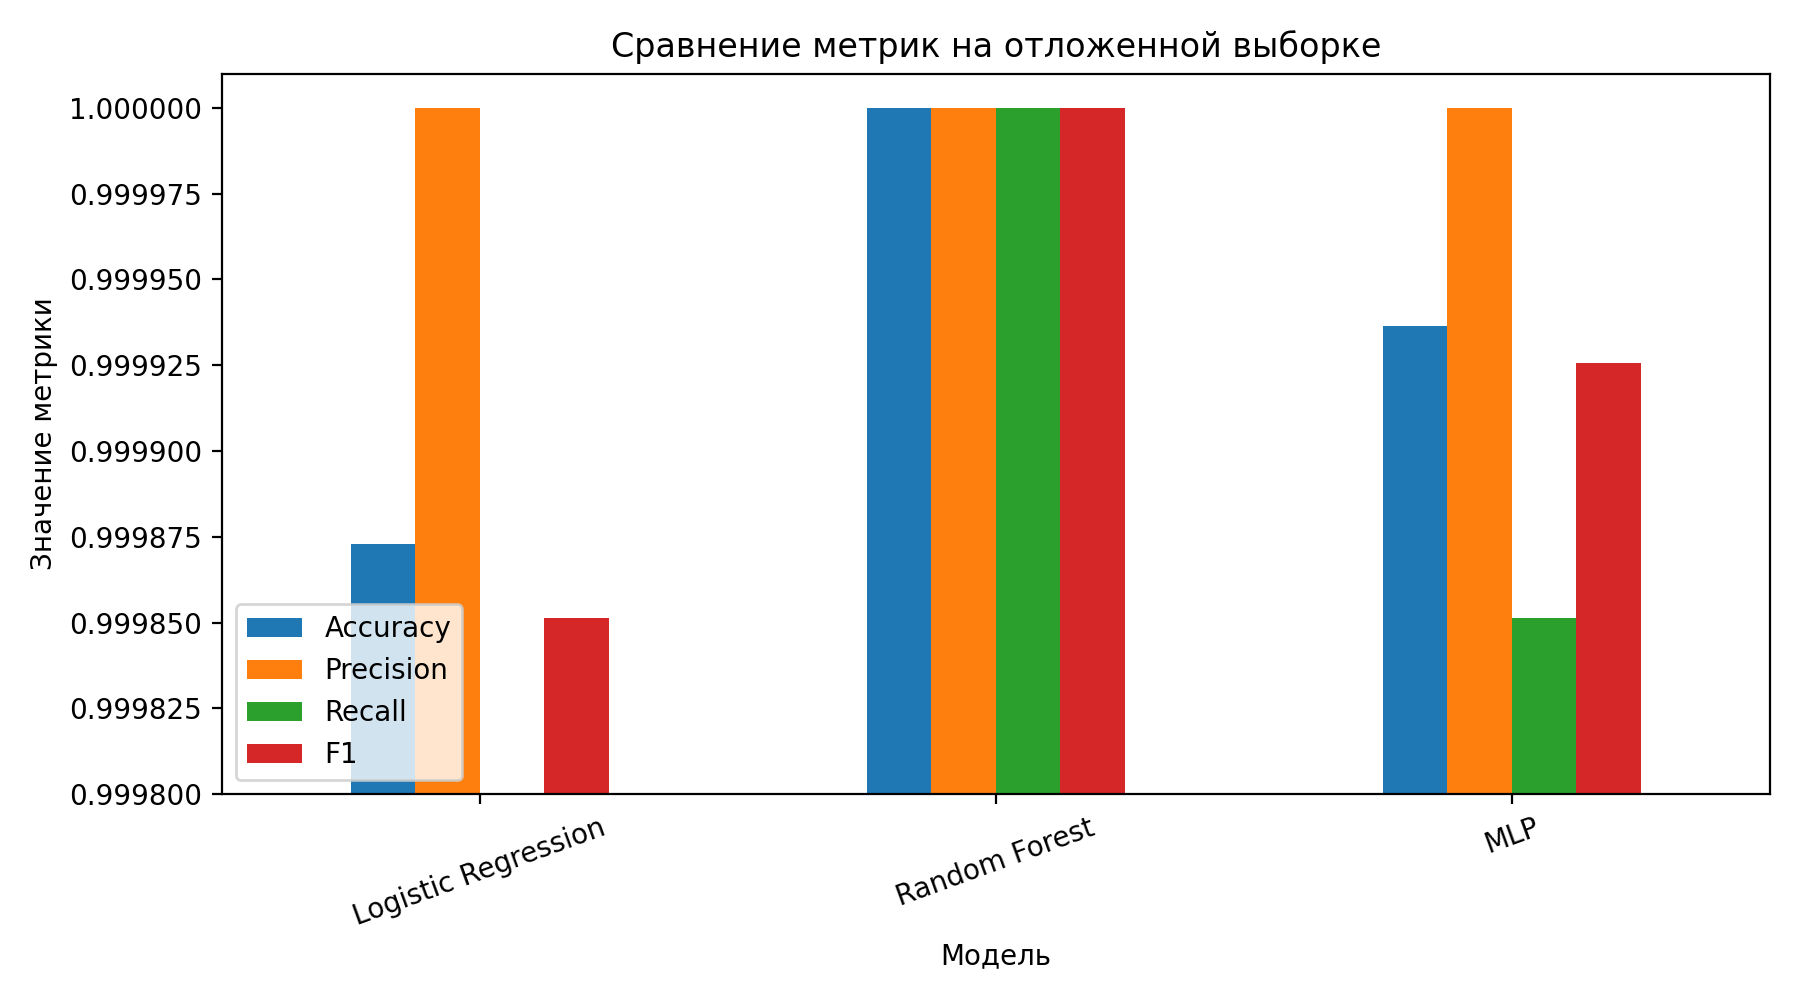 Сравнение метрик на отложенной выборке
Значение метрики
1.000000
0.999975
0.999950
0.999925
0.999900
0.999875
0.999850
0.999825
0.999800
Accuracy
Precision
Recall
F1
Logistic Regression
Random Forest
MLP
Модель